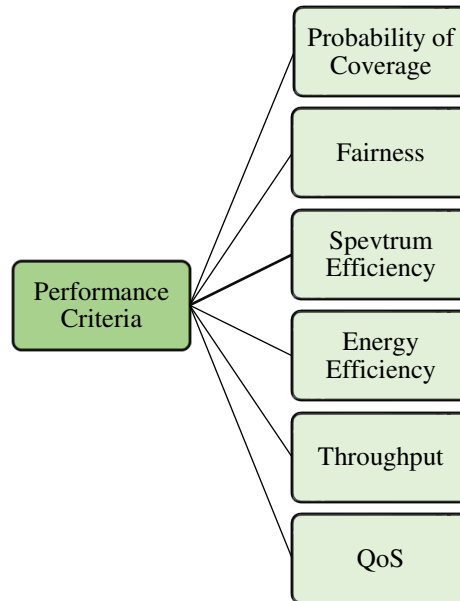 Probability of
Coverage
Fairness
Spevtrum
Efficiency
Performance
Criteria
Energy
Efficiency
Throughput
QoS